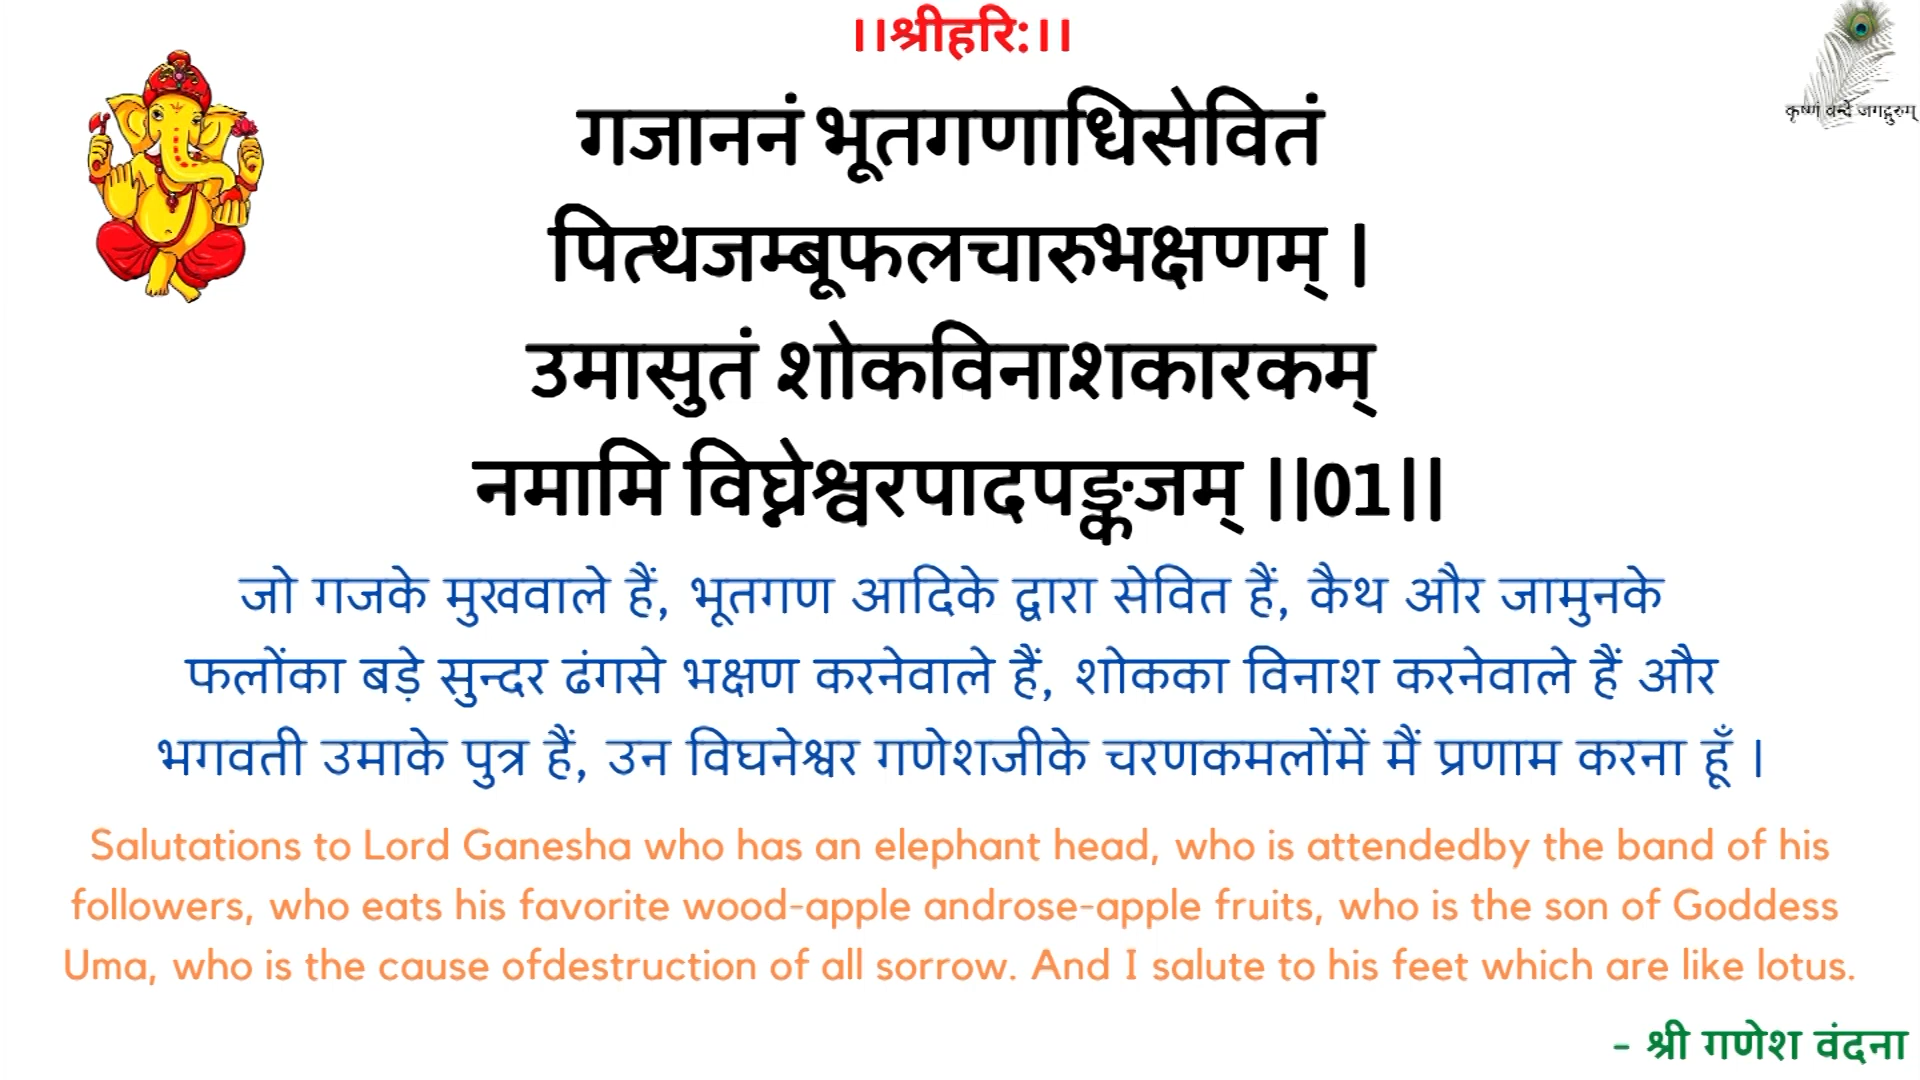 ।।श्रीहरि:।।
कृष्णं वन्दे जगद्गुरुम्
गजाननं भूतगणाधिसेवितं
पित्थजम्बूफलचारुभक्षणम् |
उमासुतं शोकविनाशकारकम्
नमामि विघ्नेश्वरपादपङ्कजम् ||01||
जो गजके मुखवाले हैं, भूतगण आदिके द्वारा सेवित हैं, कैथ और जामुनके
फलोंका बड़े सुन्दर ढंगसे भक्षण करनेवाले हैं, शोकका विनाश करनेवाले हैं और
भगवती उमाके पुत्र हैं, उन विघनेश्वर गणेशजीके चरणकमलोंमें मैं प्रणाम करना हूँ |
Salutations to Lord Ganesha who has an elephant head, who is attendedby the band of his
followers, who eats his favorite wood-apple androse-apple fruits, who is the son of Goddess
Uma, who is the cause ofdestruction of all sorrow. And I salute to his feet which are like lotus.
- श्री गणेश वंदना